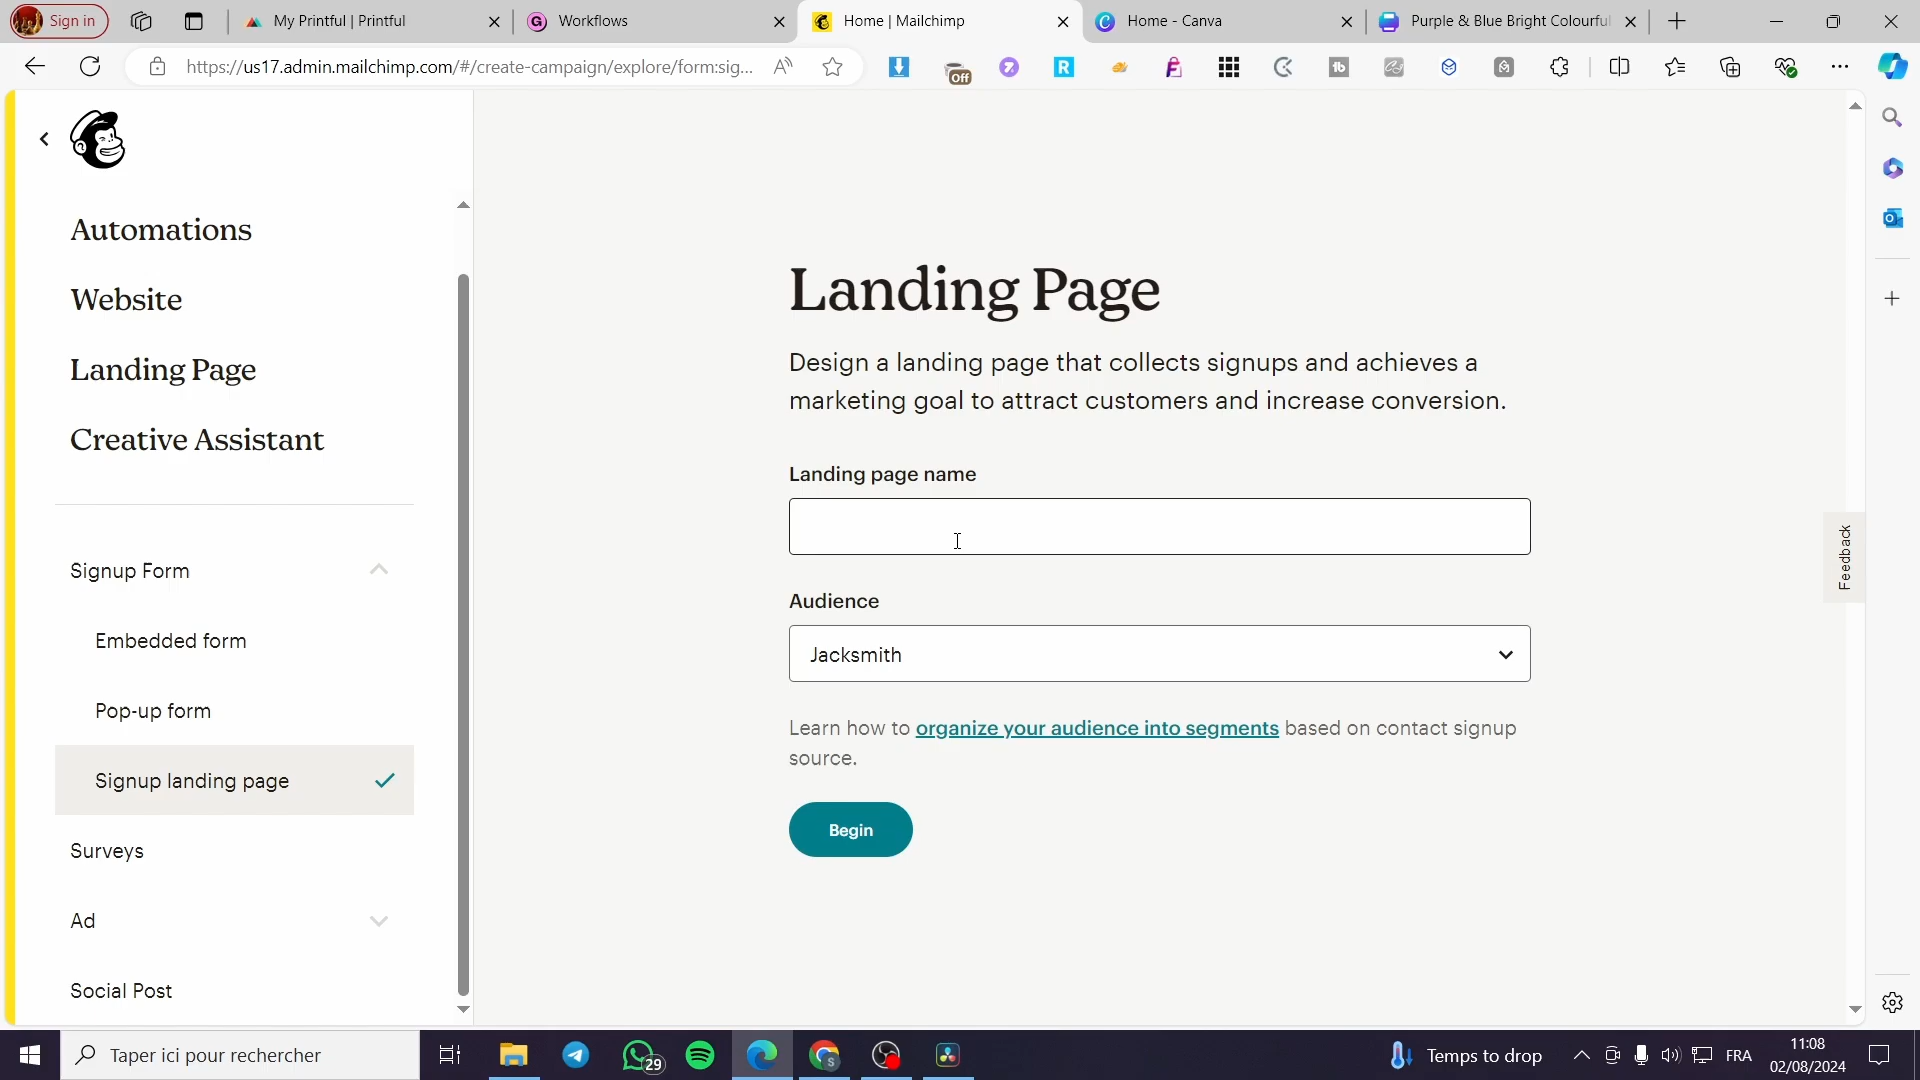 Sign in
My Printful | Printful
Workflows
Home | Mailchimp
Home - Canva
Purple & Blue Bright Colourful
https://us17.admin.mailchimp.com/#/create-campaign/explore/form:sig...
Off
Automations
Website
Landing Page
Creative Assistant
Signup Form
Embedded form
Pop-up form
Signup landing page
Surveys
Ad
Social Post
Landing Page
Design a landing page that collects signups and achieves a
marketing goal to attract customers and increase conversion.
Landing page name
Audience
Jacksmith
Learn how to organize your audience into segments based on contact signup
source.
Begin
Feedback
Taper ici pour rechercher
29
Temps to drop
FRA
11:08
02/08/2024